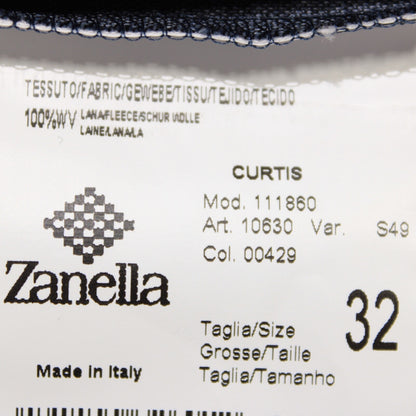 TESSUTO/FABRIC/GEWEBE/TISSU/TEJIDO/TECIDO
100%WV LANA/FLEECE/SCHUR WOLLE
LAINE/LANA/LA
CURTIS
Mod. 111860
Art. 10630 Var. S49
Col. 00429
Zanella
Made in Italy
Taglia/Size
Grosse/Taille
Taglia/Tamanho
32